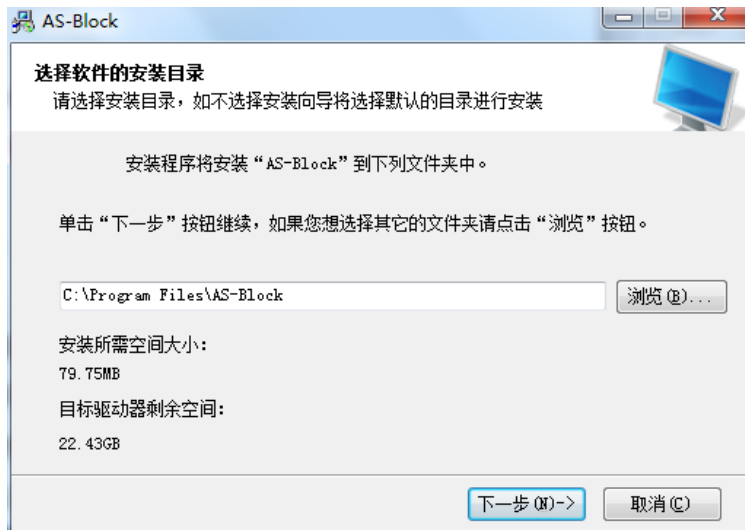 AS-Block
选择软件的安装目录
请选择安装目录，如不选择安装向导将选择默认的目录进行安装
安装程序将安装“AS-Block”到下列文件夹中。
单击“下一步”按钮继续，如果您想选择其它的文件夹请点击“浏览”按钮。
C:\Program Files\AS-Block
浏览(B)...
安装所需空间大小：
79.75MB
目标驱动器剩余空间：
22.43GB
下一步(N)->
取消(C)